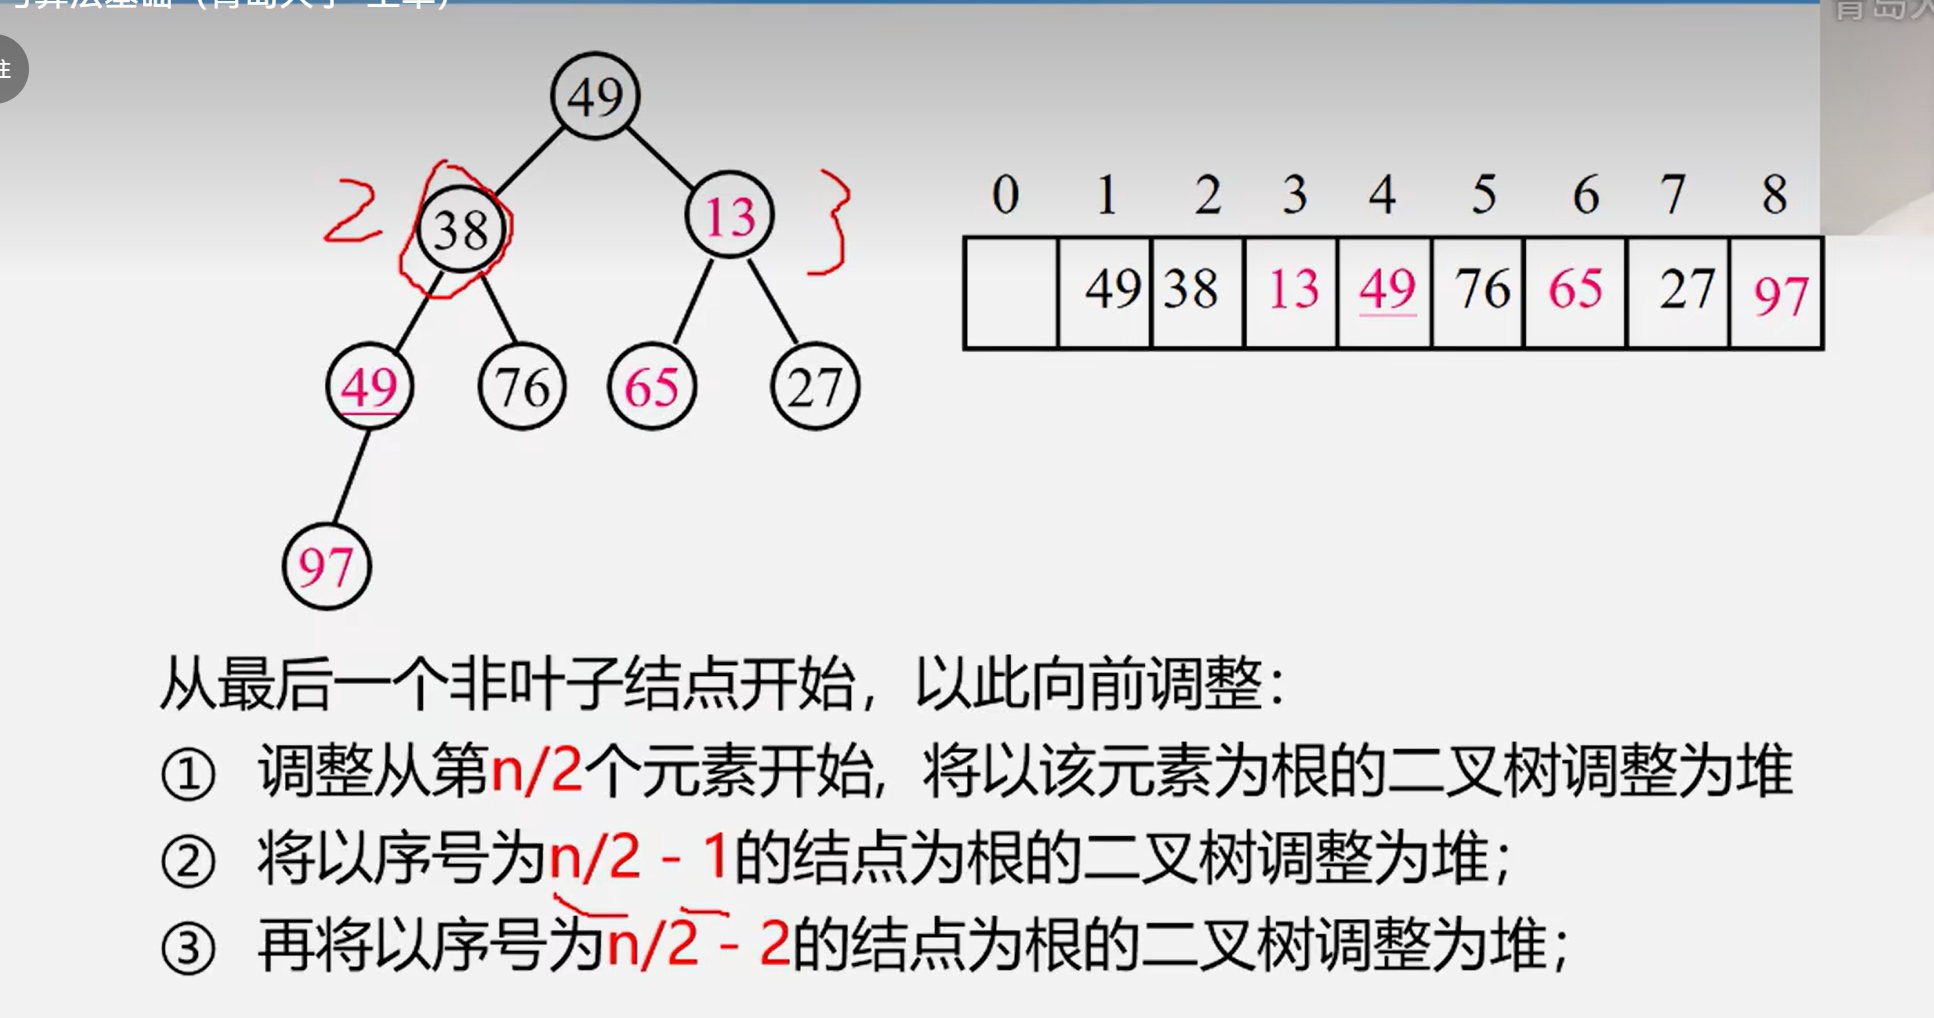 49
2 38 13 3
49 76 65 27
97
0 1 2 3 4 5 6 7 8
49 38 13 49 76 65 27 97
从最后一个非叶子结点开始，以此向前调整：
① 调整从第n/2个元素开始，将以该元素为根的二叉树调整为堆
② 将以序号为n/2 - 1的结点为根的二叉树调整为堆；
③ 再将以序号为n/2 - 2的结点为根的二叉树调整为堆；